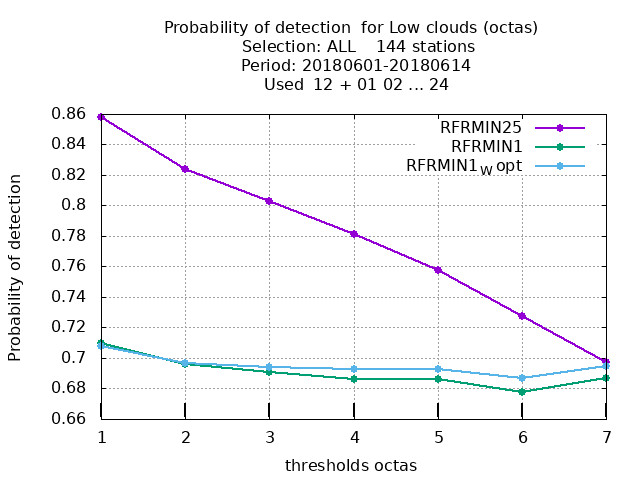 Probability of detection  for Low clouds (octas)
Selection: ALL    144 stations
Period: 20180601-20180614
Used  12 + 01 02 ... 24
RFRMIN25
RFRMIN1
RFRMIN1W opt
Probability of detection
0.86
0.84
0.82
0.8
0.78
0.76
0.74
0.72
0.7
0.68
0.66
1 2 3 4 5 6 7
thresholds octas